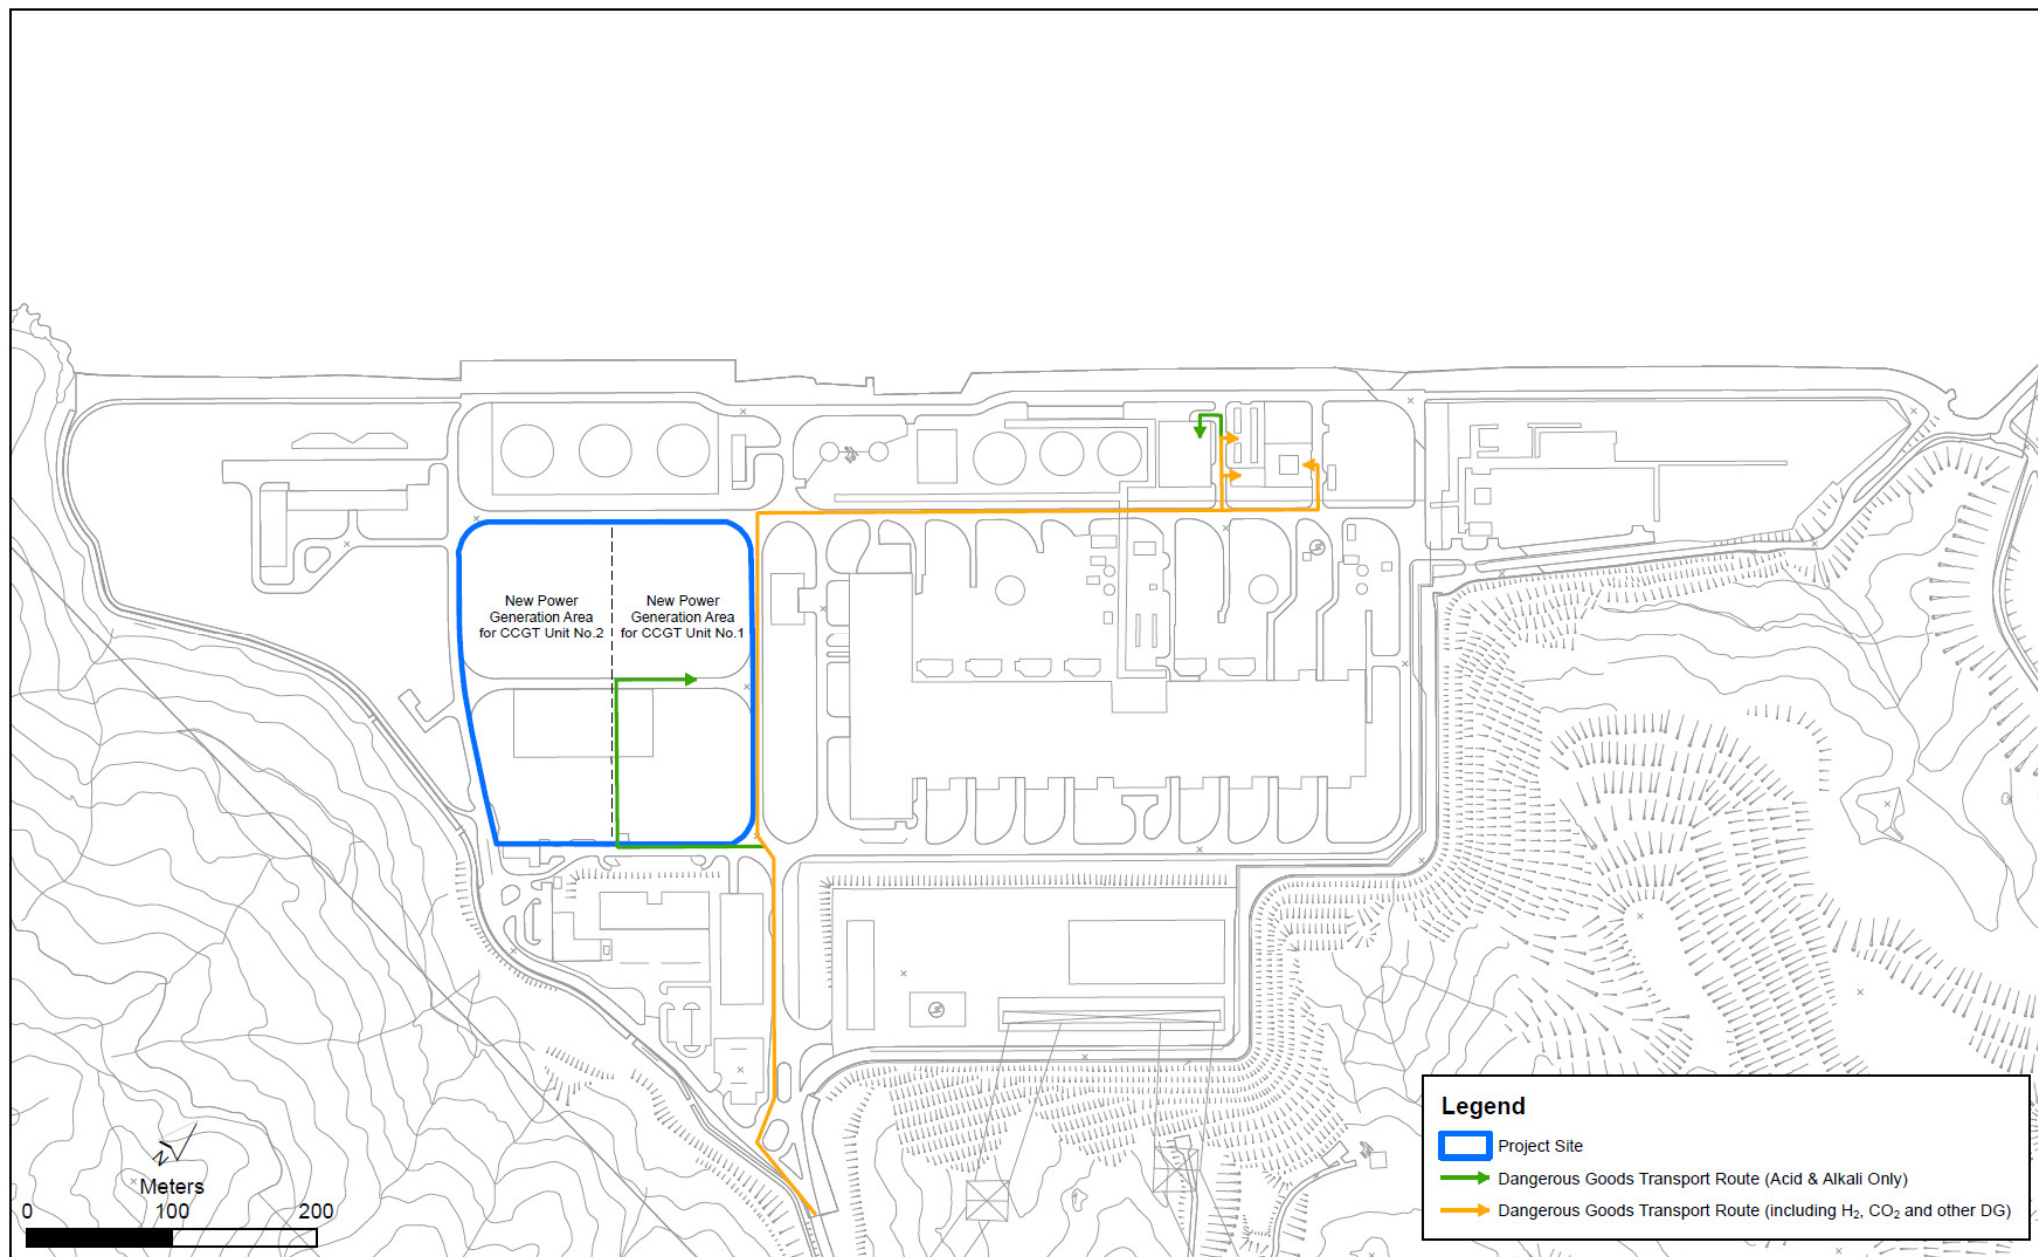 New Power
Generation Area
for CCGT Unit No.2
New Power
Generation Area
for CCGT Unit No.1
N
Meters
0 100 200
Legend
Project Site
Dangerous Goods Transport Route (Acid & Alkali Only)
Dangerous Goods Transport Route (including H₂, CO₂ and other DG)